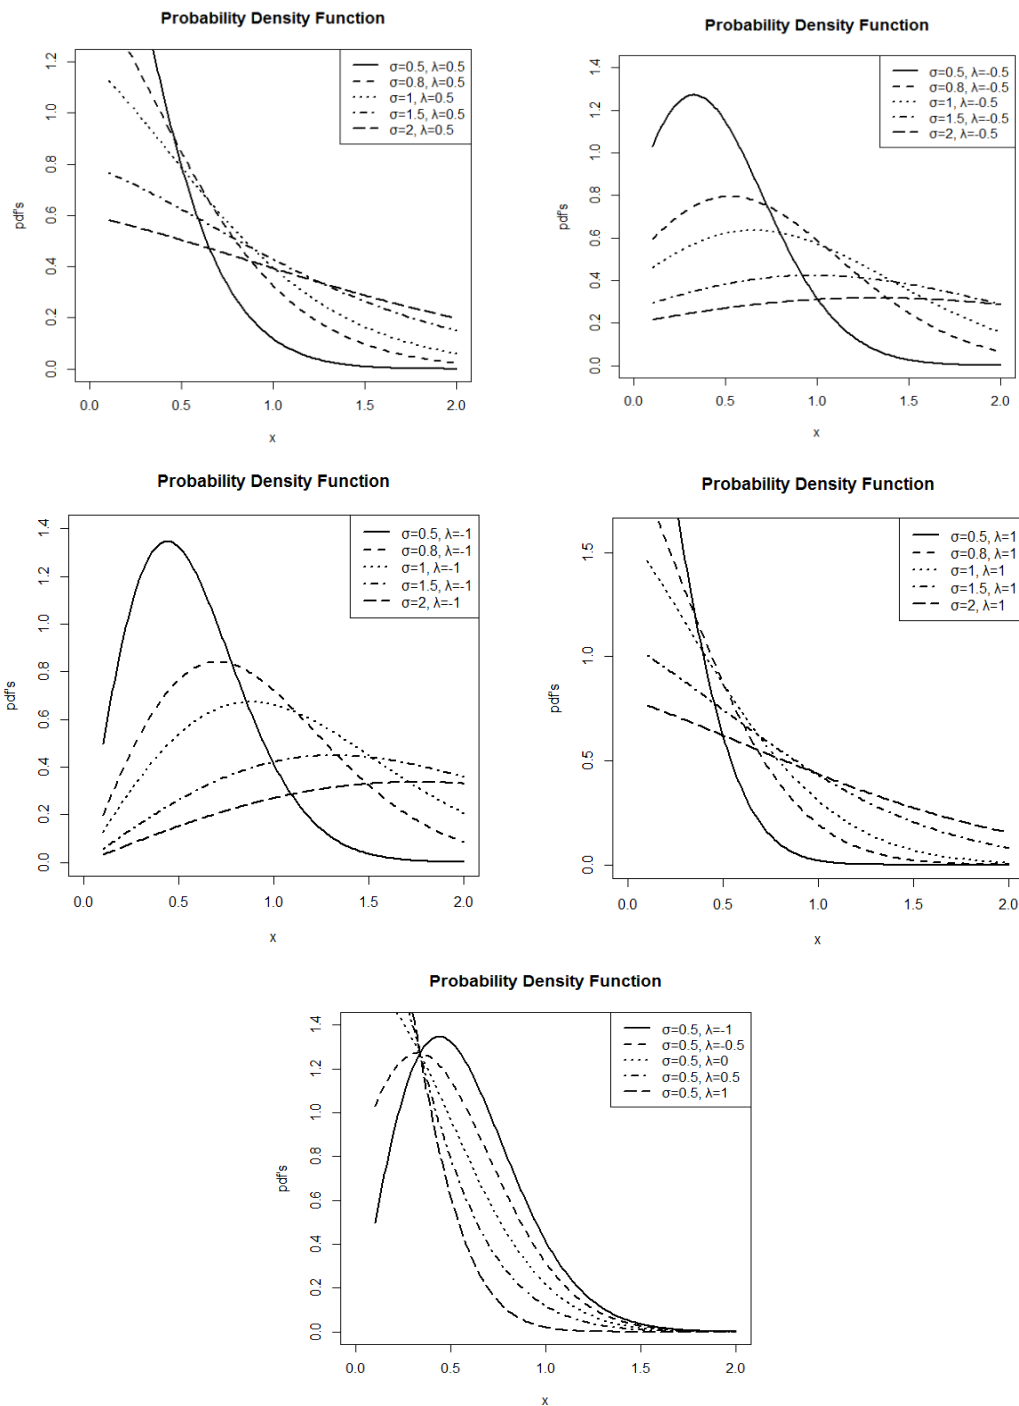 Probability Density Function
σ=0.5, λ=0.5
σ=0.8, λ=0.5
σ=1, λ=0.5
σ=1.5, λ=0.5
σ=2, λ=0.5
pdf's
0.0
0.2
0.4
0.6
0.8
1.0
1.2
0.0
0.5
1.0
1.5
2.0
x
Probability Density Function
σ=0.5, λ=-0.5
σ=0.8, λ=-0.5
σ=1, λ=-0.5
σ=1.5, λ=-0.5
σ=2, λ=-0.5
pdf's
0.0
0.2
0.4
0.6
0.8
1.0
1.2
1.4
0.0
0.5
1.0
1.5
2.0
x
Probability Density Function
σ=0.5, λ=-1
σ=0.8, λ=-1
σ=1, λ=-1
σ=1.5, λ=-1
σ=2, λ=-1
pdf's
0.0
0.2
0.4
0.6
0.8
1.0
1.2
1.4
0.0
0.5
1.0
1.5
2.0
x
Probability Density Function
σ=0.5, λ=1
σ=0.8, λ=1
σ=1, λ=1
σ=1.5, λ=1
σ=2, λ=1
pdf's
0.0
0.5
1.0
1.5
0.0
0.5
1.0
1.5
2.0
x
Probability Density Function
σ=0.5, λ=-1
σ=0.5, λ=-0.5
σ=0.5, λ=0
σ=0.5, λ=0.5
σ=0.5, λ=1
pdf's
0.0
0.2
0.4
0.6
0.8
1.0
1.2
1.4
0.0
0.5
1.0
1.5
2.0
x